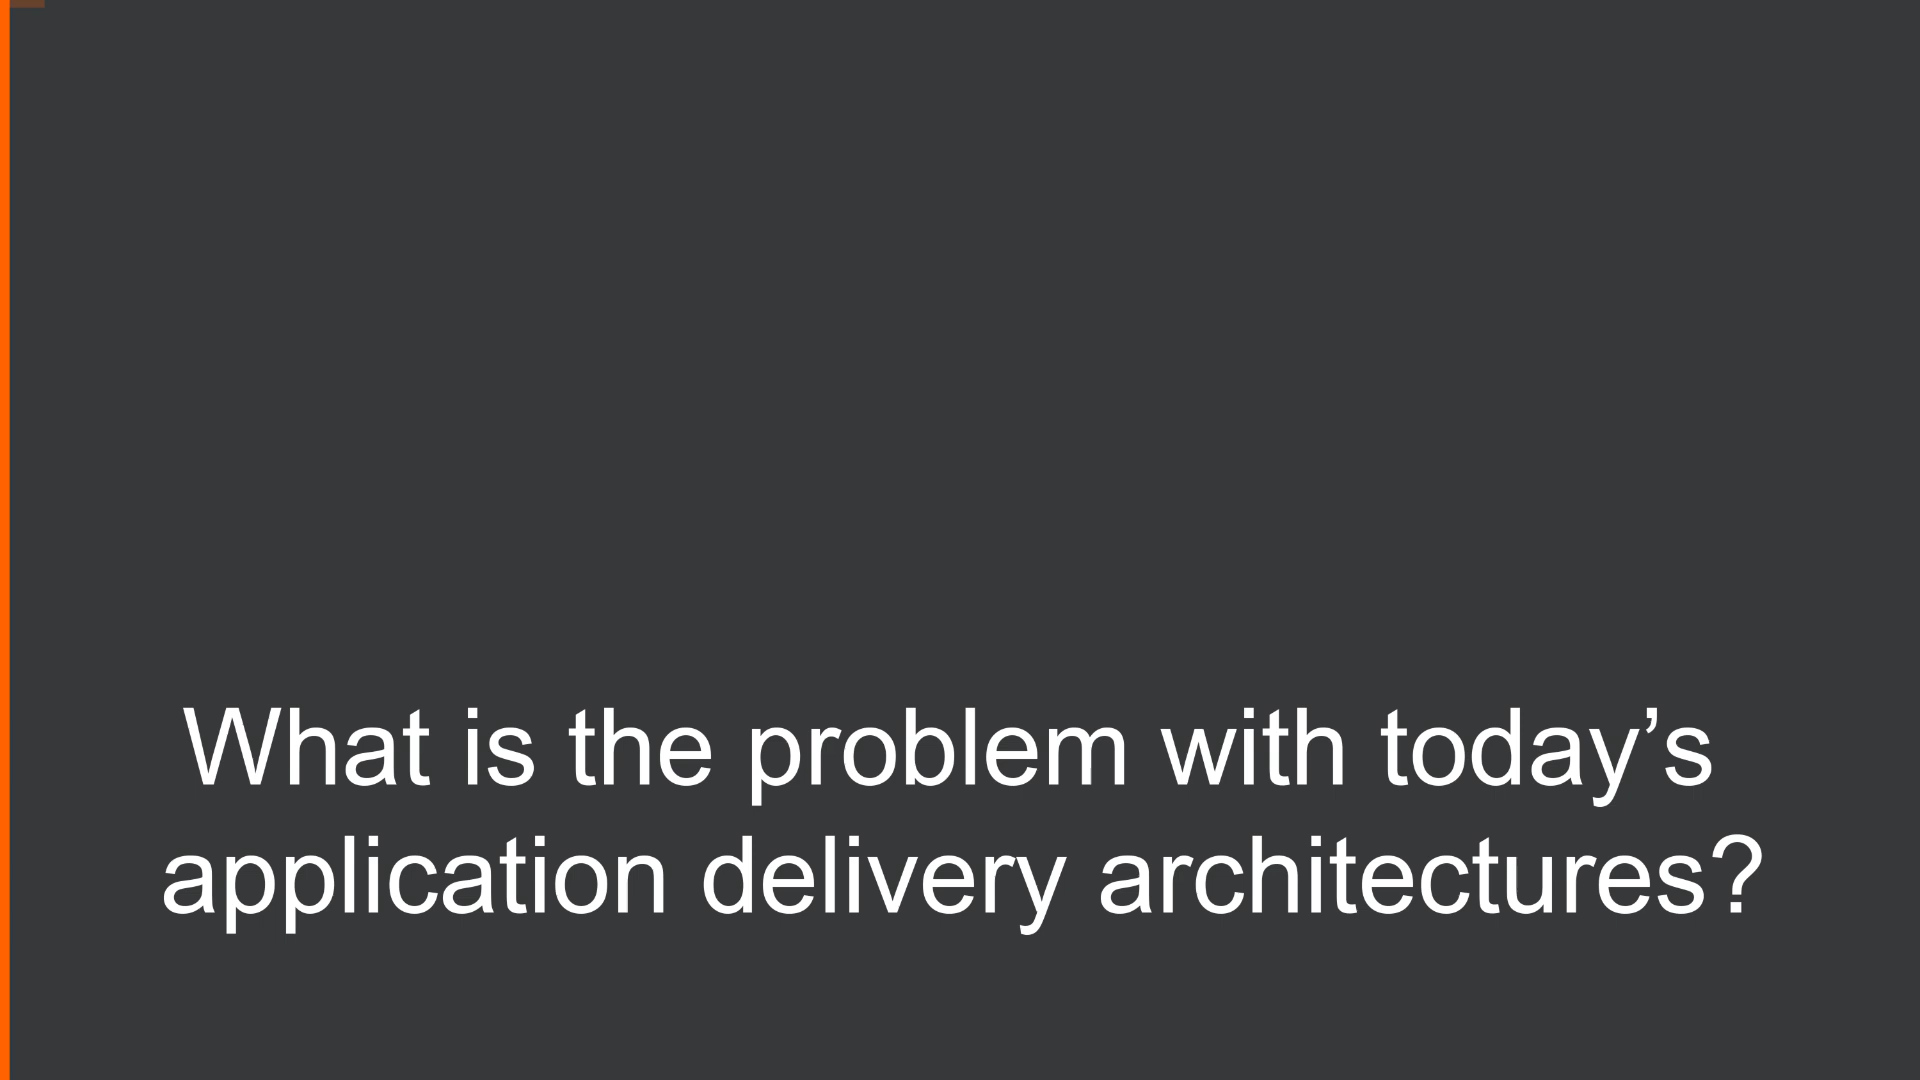 What is the problem with today’s
application delivery architectures?